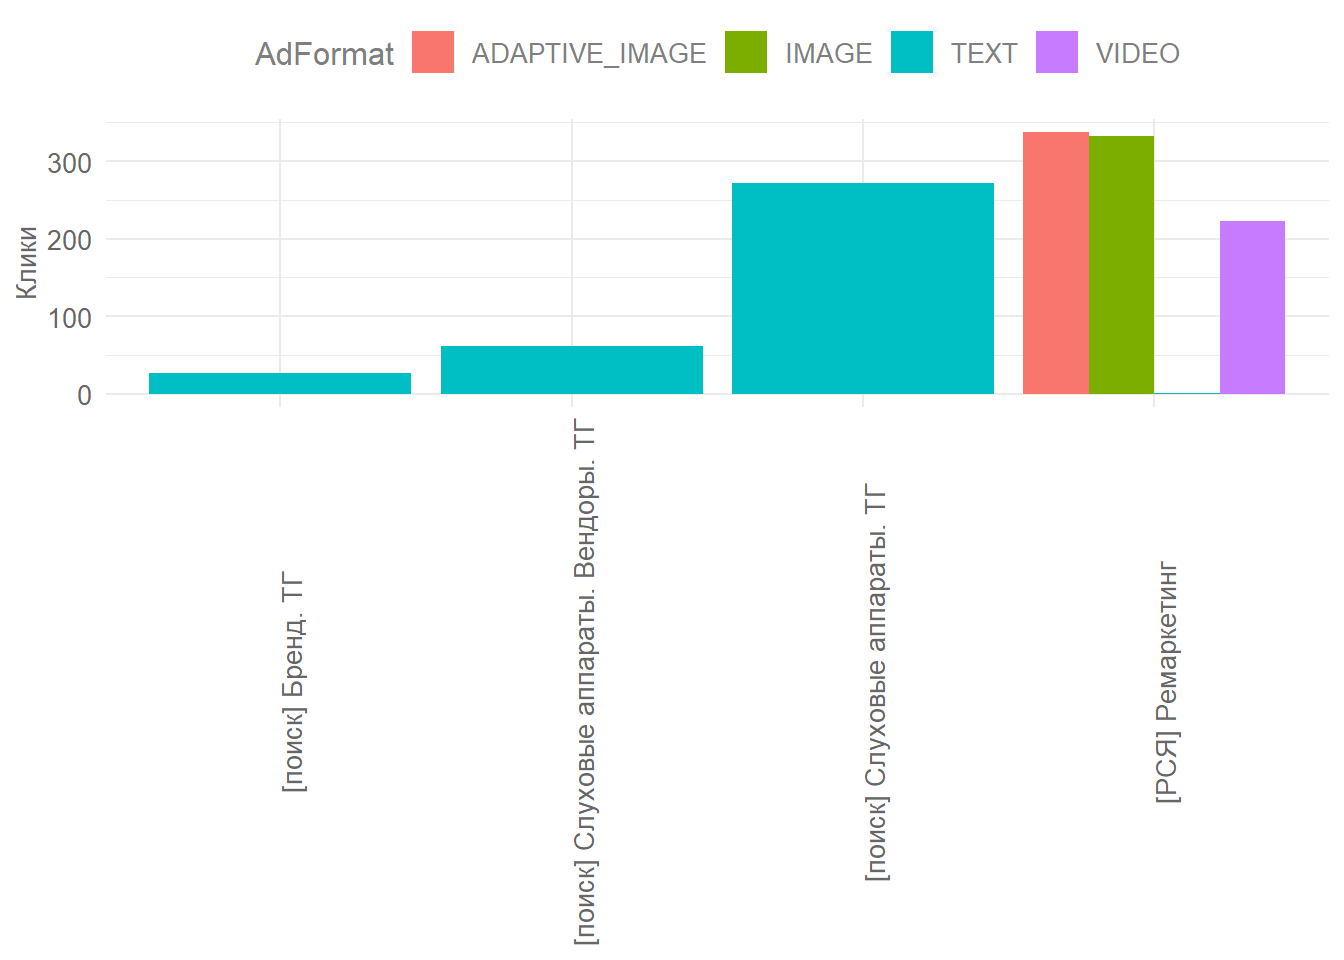 AdFormat ADAPTIVE_IMAGE IMAGE TEXT VIDEO
Клики
300
200
100
0
[поиск] Бренд. ТГ
[поиск] Слуховые аппараты. Вендоры. ТГ
[поиск] Слуховые аппараты. ТГ
[РСЯ] Ремаркетинг